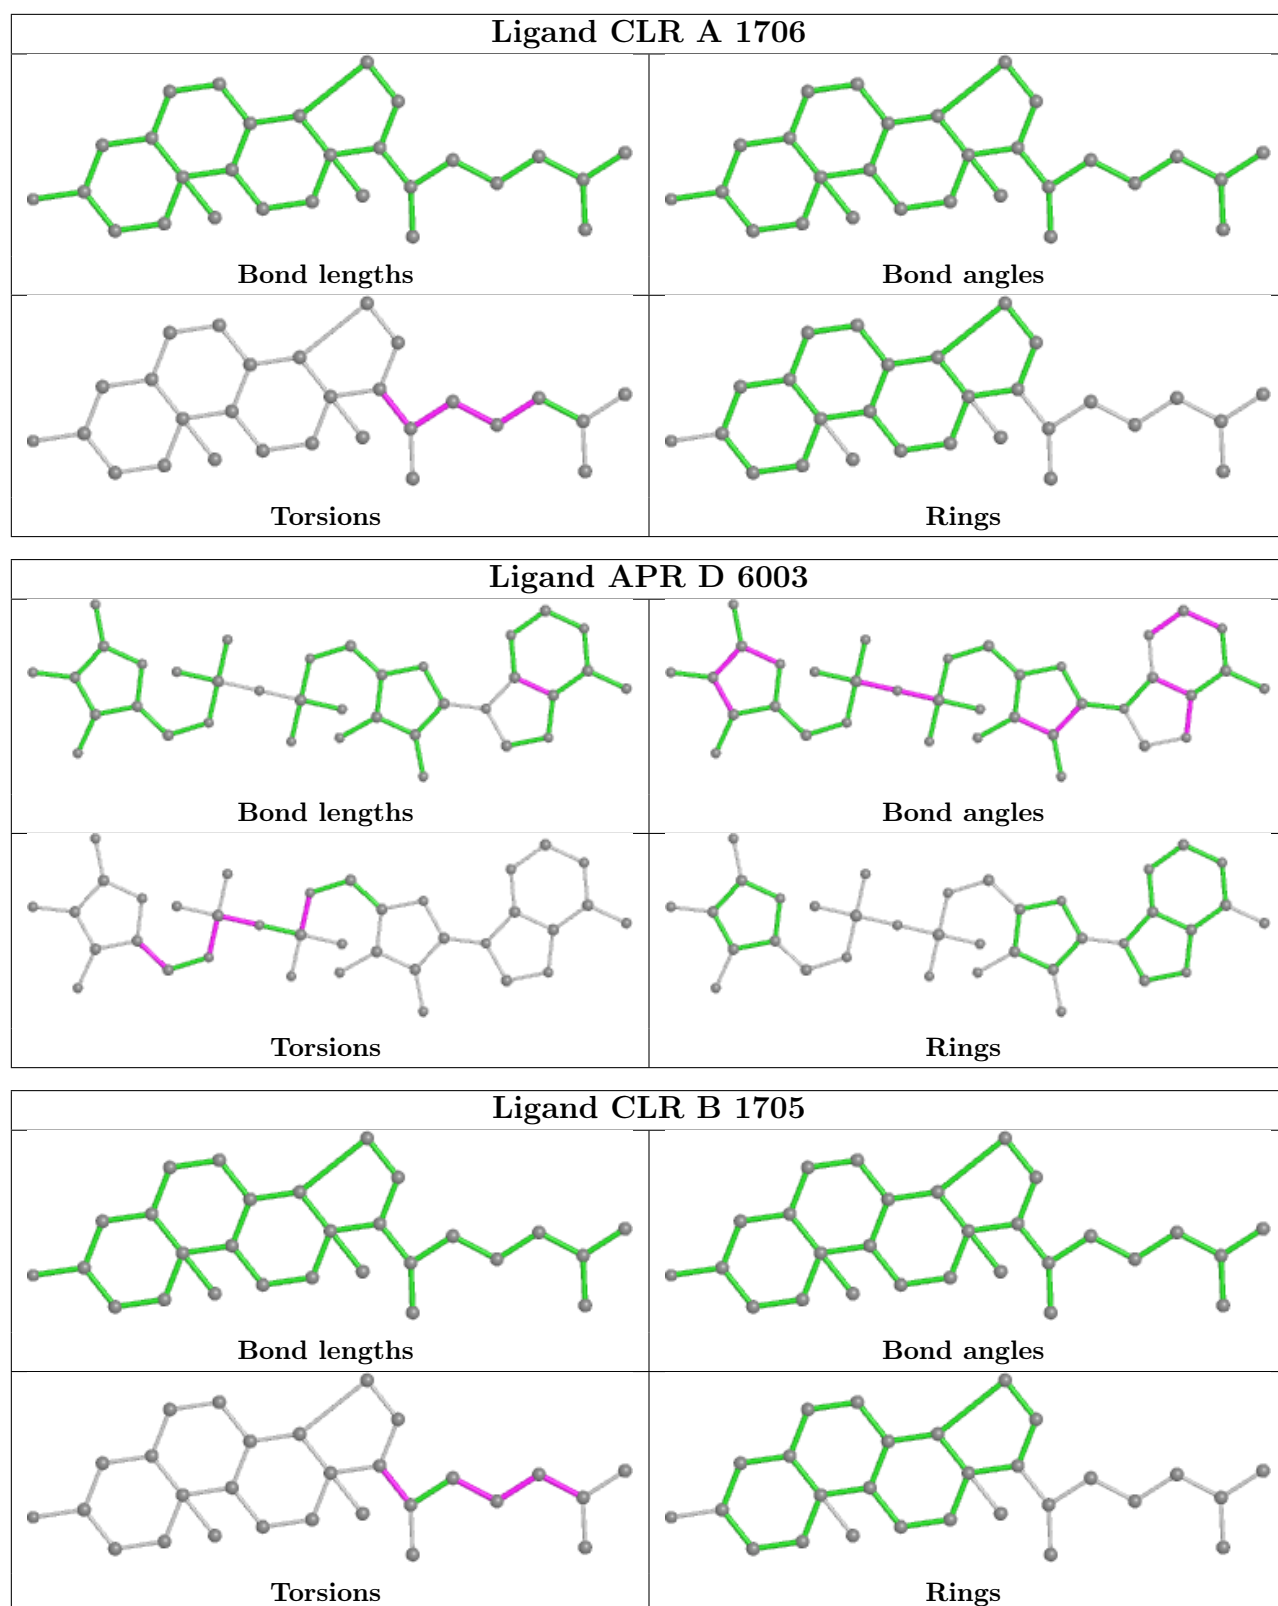 Ligand CLR A 1706
Bond lengths
Bond angles
Torsions
Rings
Ligand APR D 6003
Bond lengths
Bond angles
Torsions
Rings
Ligand CLR B 1705
Bond lengths
Bond angles
Torsions
Rings